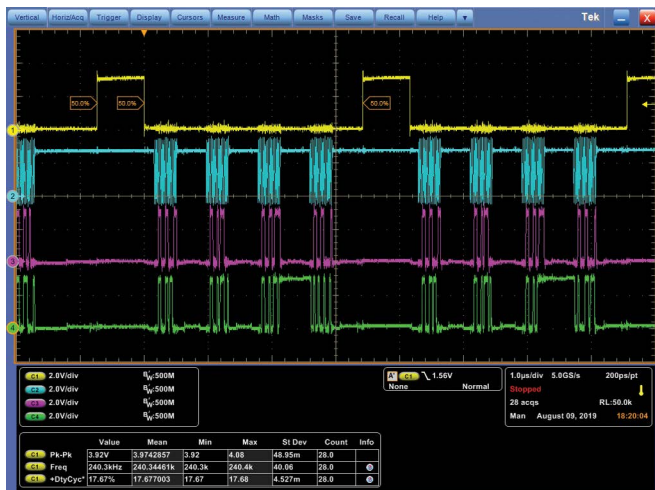 Vertical Horiz/Acq Trigger Display Cursors Measure Math Masks Save Recall Help Tek X
50.0% 50.0% 50.0%
1
2
3
4
C1 2.0V/div BW:500M
C2 2.0V/div BW:500M
C3 2.0V/div BW:500M
C4 2.0V/div BW:500M
A' C1 1.56V
None Normal
1.0µs/div 5.0GS/s 200ps/pt
Stopped
28 acqs RL:50.0k
Man August 09, 2019 18:20:04
Value Mean Min Max St Dev Count Info
C1 Pk-Pk 3.92V 3.9742857 3.92 4.08 48.95m 28.0
C1 Freq 240.3kHz 240.34461k 240.3k 240.4k 40.06 28.0
C1 +DtyCyc* 17.67% 17.677003 17.67 17.68 4.527m 28.0